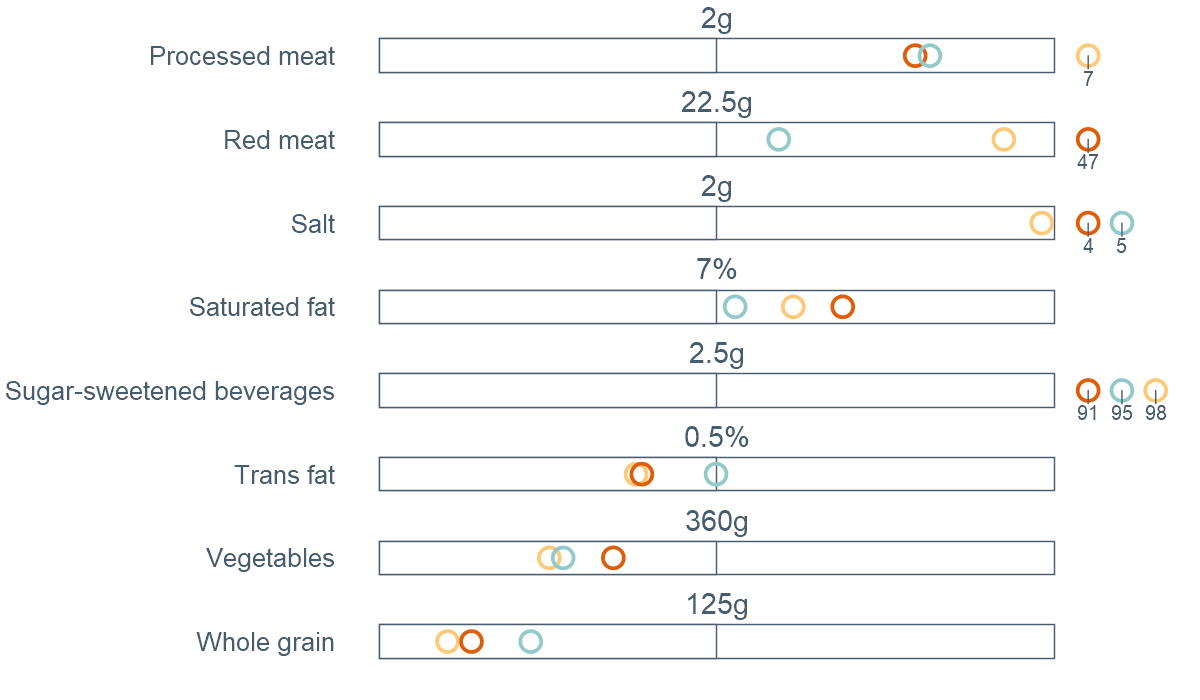 2g
Processed meat
7
22.5g
Red meat
47
2g
Salt
4 5
7%
Saturated fat
2.5g
Sugar-sweetened beverages
91 95 98
0.5%
Trans fat
360g
Vegetables
125g
Whole grain